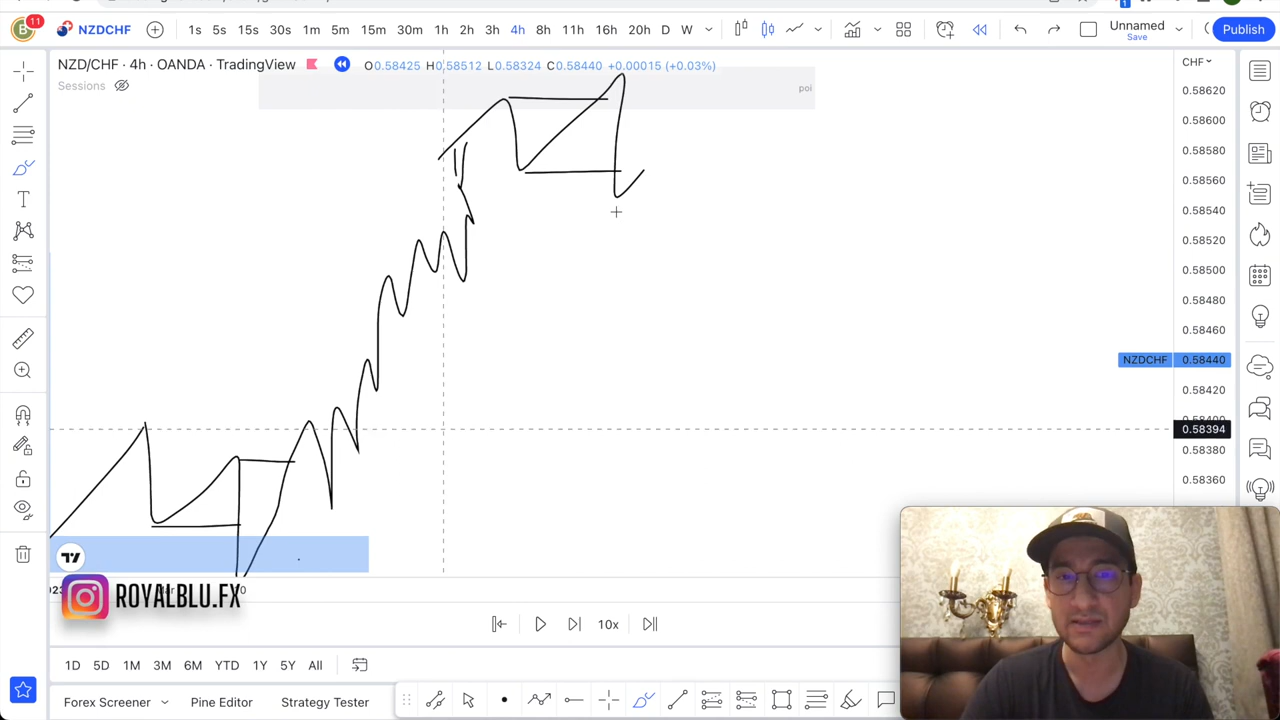 B 11 NZDCHF 1s 5s 15s 30s 1m 5m 15m 30m 1h 2h 3h 4h 8h 11h 16h 20h D W Unnamed Save Publish
NZD/CHF · 4h · OANDA · TradingView O0.58425 H0.58512 L0.58324 C0.58440 +0.00015 (+0.03%) CHF
Sessions
poi
0.58620
0.58600
0.58580
0.58560
0.58540
0.58520
0.58500
0.58480
0.58460
NZDCHF 0.58440
0.58420
0.58394
0.58380
0.58360
ROYALBLU.FX
10x
1D 5D 1M 3M 6M YTD 1Y 5Y All
Forex Screener Pine Editor Strategy Tester